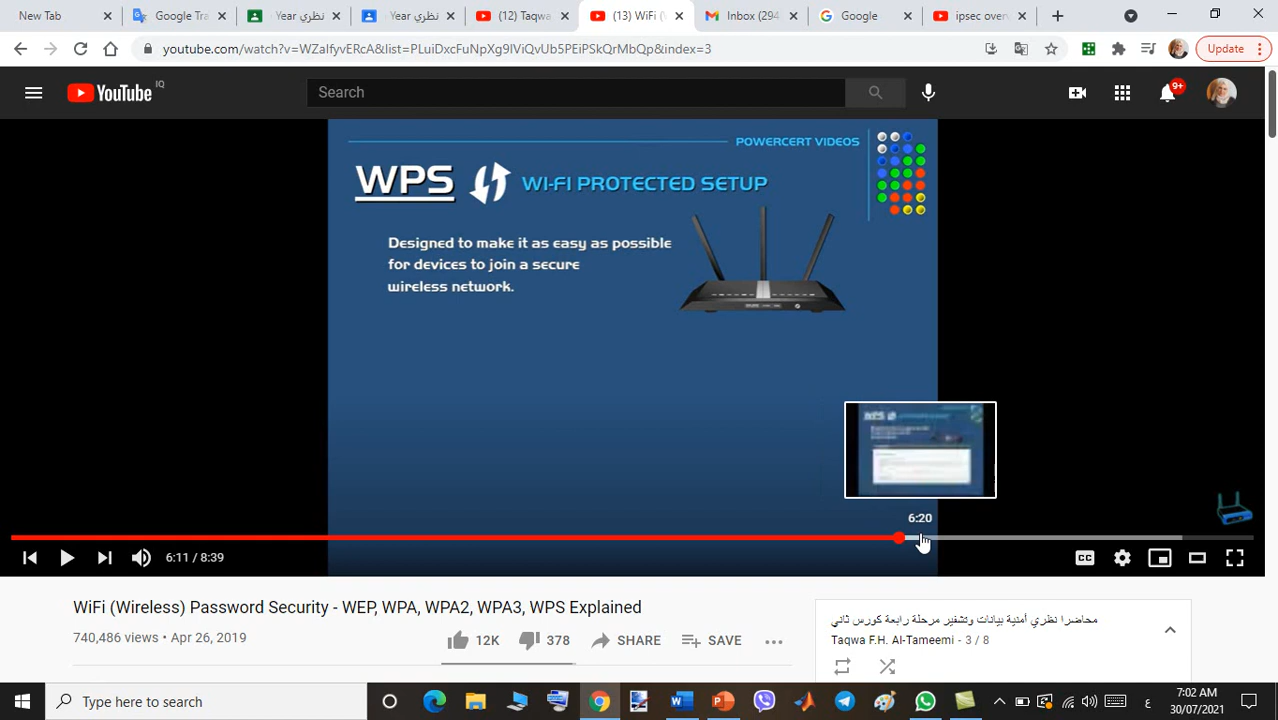 New Tab
Google Tra
نظري Year
نظري Year
(12) Taqwa
(13) WiFi (
Inbox (294
Google
ipsec over
youtube.com/watch?v=WZaIfyvERcA&list=PLuiDxcFuNpXg9IViQvUb5PEiPSkQrMbQp&index=3
Update
YouTube IQ
Search
9+
POWERCERT VIDEOS
WPS WI-FI PROTECTED SETUP
Designed to make it as easy as possible
for devices to join a secure
wireless network.
6:20
6:11 / 8:39
CC
WiFi (Wireless) Password Security - WEP, WPA, WPA2, WPA3, WPS Explained
740,486 views • Apr 26, 2019
12K
378
SHARE
SAVE
محاضرا نظري أمنية بيانات وتشفير مرحلة رابعة كورس ثاني
Taqwa F.H. Al-Tameemi - 3 / 8
Type here to search
ع
7:02 AM
30/07/2021